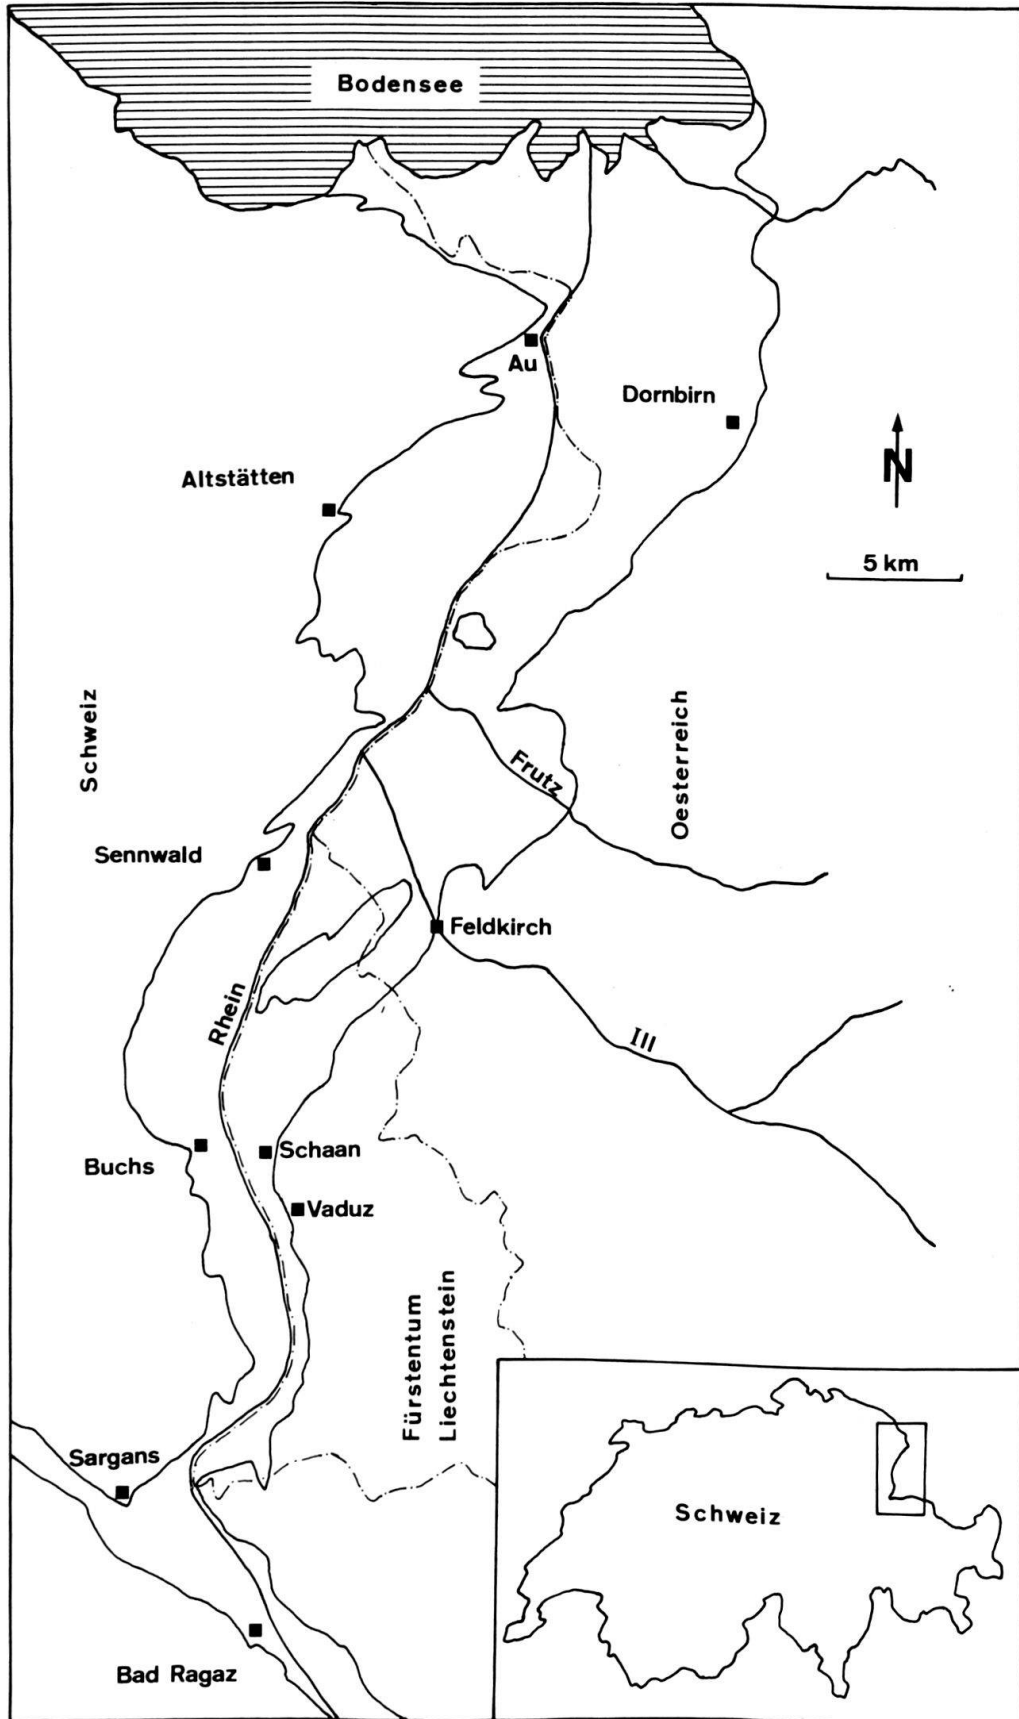 Bodensee
Au
Dornbirn
Altstätten
N
5 km
Schweiz
Oesterreich
Frutz
Sennwald
Feldkirch
Rhein
Ill
Schaan
Buchs
Vaduz
Fürstentum
Liechtenstein
Sargans
Schweiz
Bad Ragaz